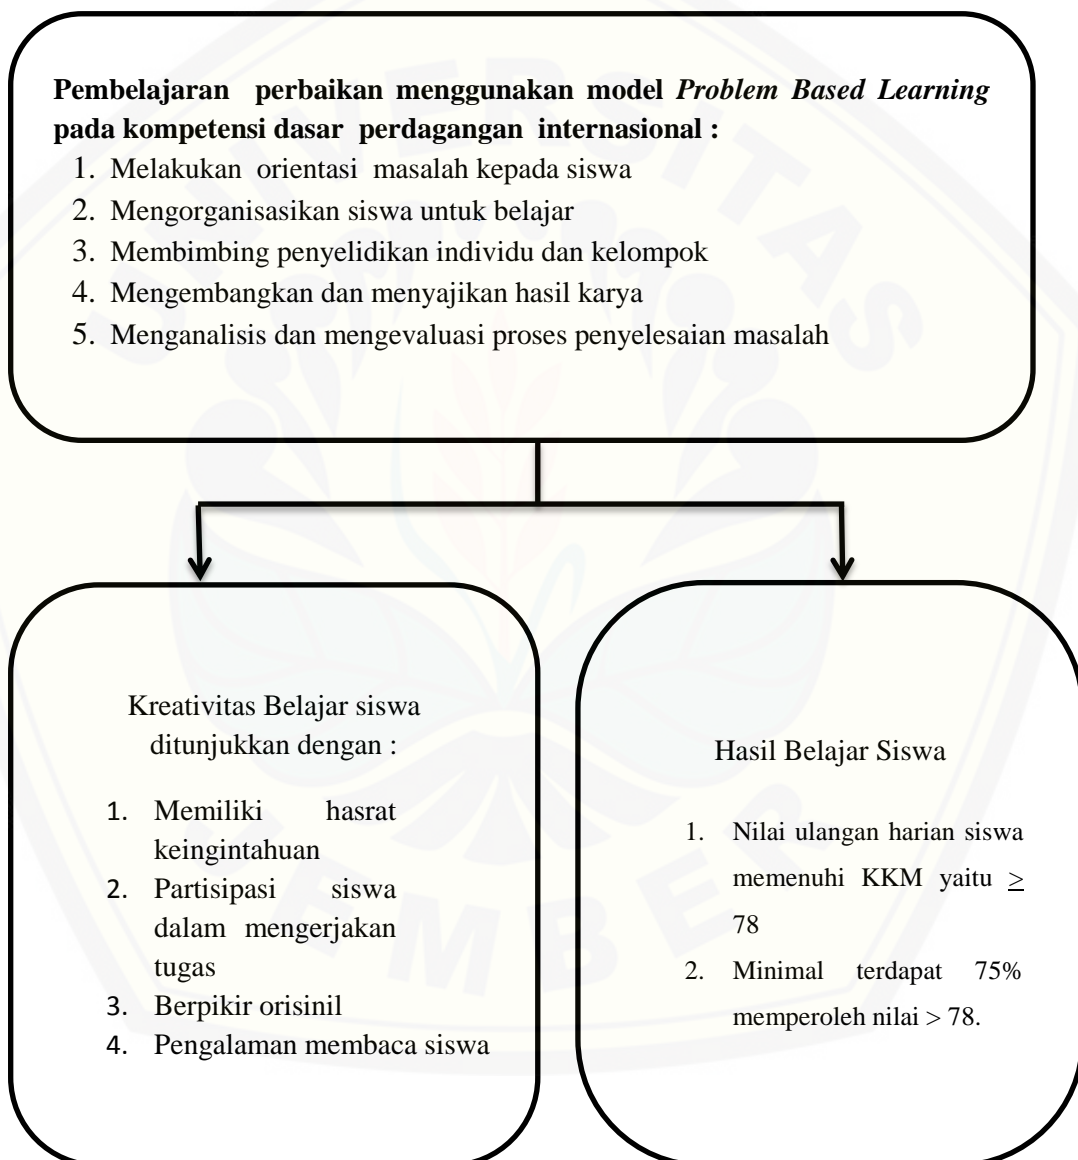 Pembelajaran perbaikan menggunakan model Problem Based Learning
pada kompetensi dasar perdagangan internasional :
1. Melakukan orientasi masalah kepada siswa
2. Mengorganisasikan siswa untuk belajar
3. Membimbing penyelidikan individu dan kelompok
4. Mengembangkan dan menyajikan hasil karya
5. Menganalisis dan mengevaluasi proses penyelesaian masalah
Kreativitas Belajar siswa
ditunjukkan dengan :
1. Memiliki hasrat
keingintahuan
2. Partisipasi siswa
dalam mengerjakan
tugas
3. Berpikir orisinil
4. Pengalaman membaca siswa
Hasil Belajar Siswa
1. Nilai ulangan harian siswa
memenuhi KKM yaitu ≥
78
2. Minimal terdapat 75%
memperoleh nilai > 78.
UNIVERSITAS
JEMBER